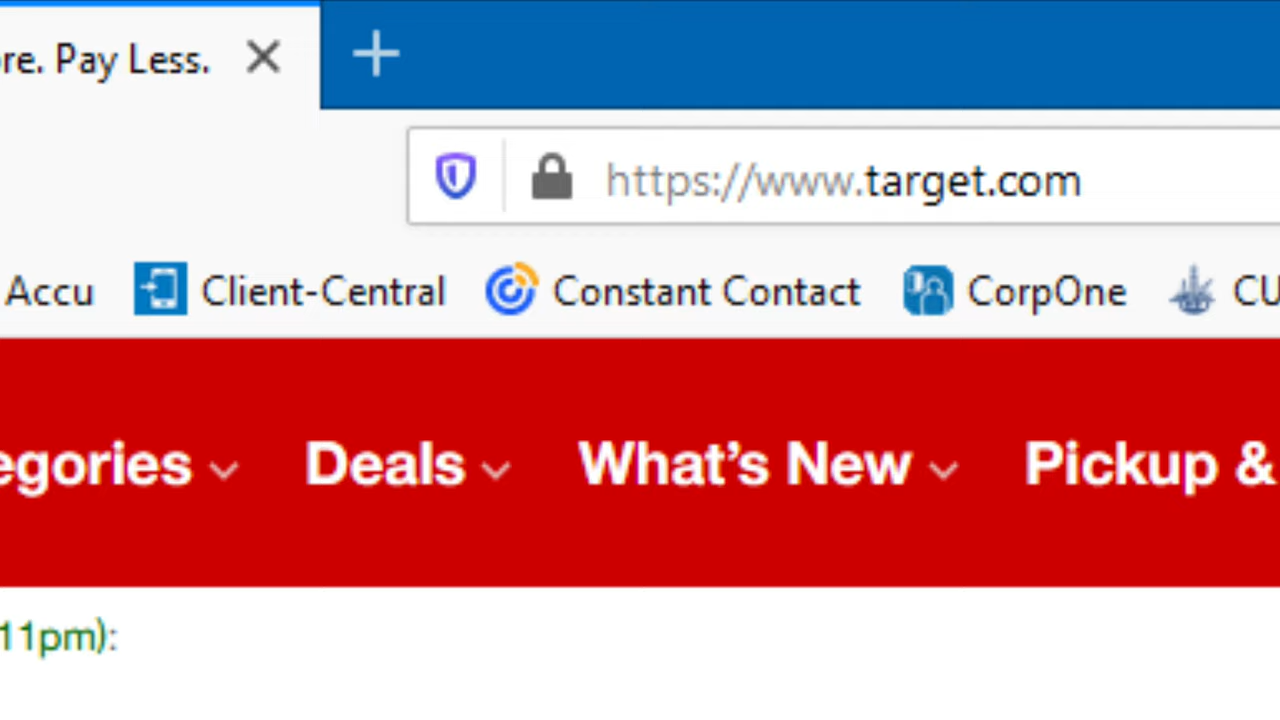 re. Pay Less.
https://www.target.com
Accu Client-Central Constant Contact CorpOne CU
egories Deals What's New Pickup &
11pm):